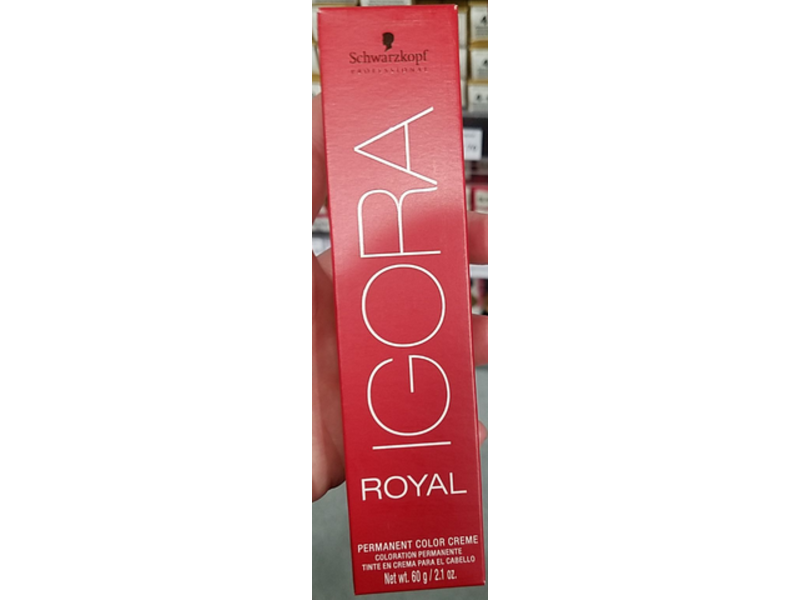 Schwarzkopf
PROFESSIONAL
IGORA
ROYAL
PERMANENT COLOR CREME
COLORATION PERMANENTE
TINTE EN CREMA PARA EL CABELLO
Net wt. 60 g / 2.1 oz.